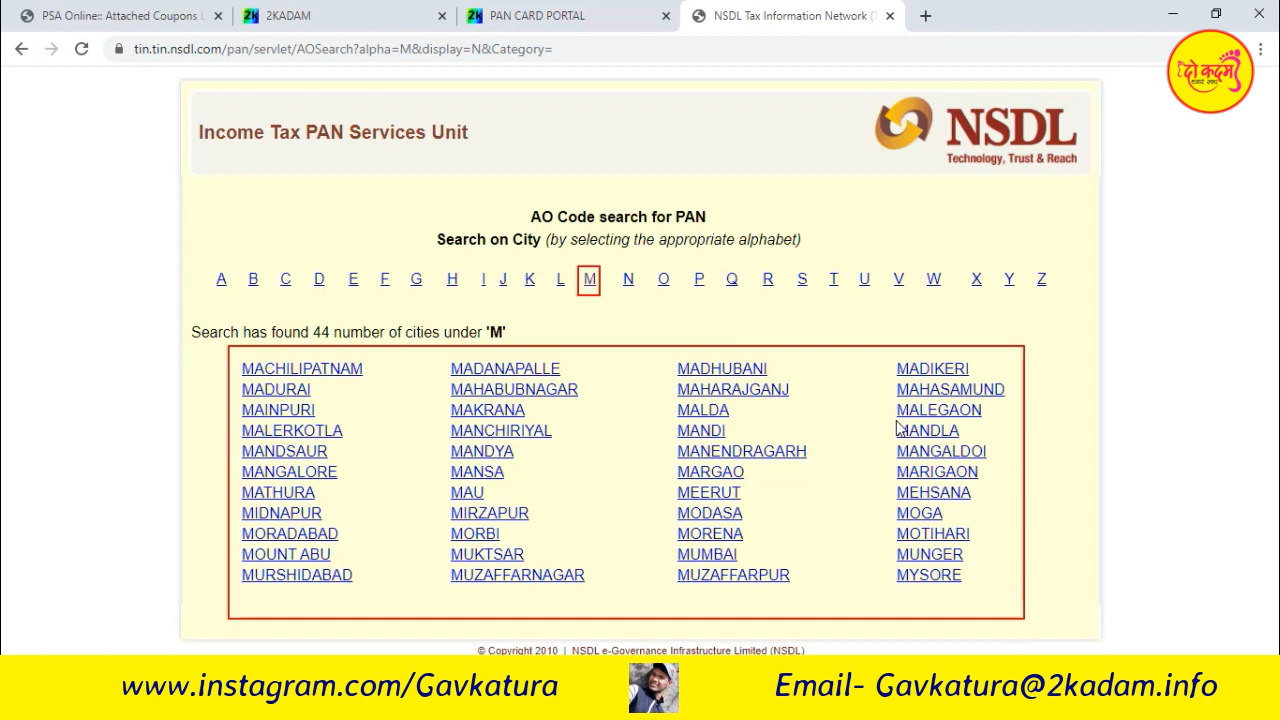 PSA Online:: Attached Coupons L
2KADAM
PAN CARD PORTAL
NSDL Tax Information Network (T
tin.tin.nsdl.com/pan/servlet/AOSearch?alpha=M&display=N&Category=
दो कदम
Income Tax PAN Services Unit
NSDL
Technology, Trust & Reach
AO Code search for PAN
Search on City (by selecting the appropriate alphabet)
A B C D E F G H I J K L M N O P Q R S T U V W X Y Z
Search has found 44 number of cities under 'M'
MACHILIPATNAM MADANAPALLE MADHUBANI MADIKERI
MADURAI MAHABUBNAGAR MAHARAJGANJ MAHASAMUND
MAINPURI MAKRANA MALDA MALEGAON
MALERKOTLA MANCHIRIYAL MANDI MANDLA
MANDSAUR MANDYA MANENDRAGARH MANGALDOI
MANGALORE MANSA MARGAO MARIGAON
MATHURA MAU MEERUT MEHSANA
MIDNAPUR MIRZAPUR MODASA MOGA
MORADABAD MORBI MORENA MOTIHARI
MOUNT ABU MUKTSAR MUMBAI MUNGER
MURSHIDABAD MUZAFFARNAGAR MUZAFFARPUR MYSORE
© Copyright 2010 | NSDL e-Governance Infrastructure Limited (NSDL)
www.instagram.com/Gavkatura
Email- Gavkatura@2kadam.info